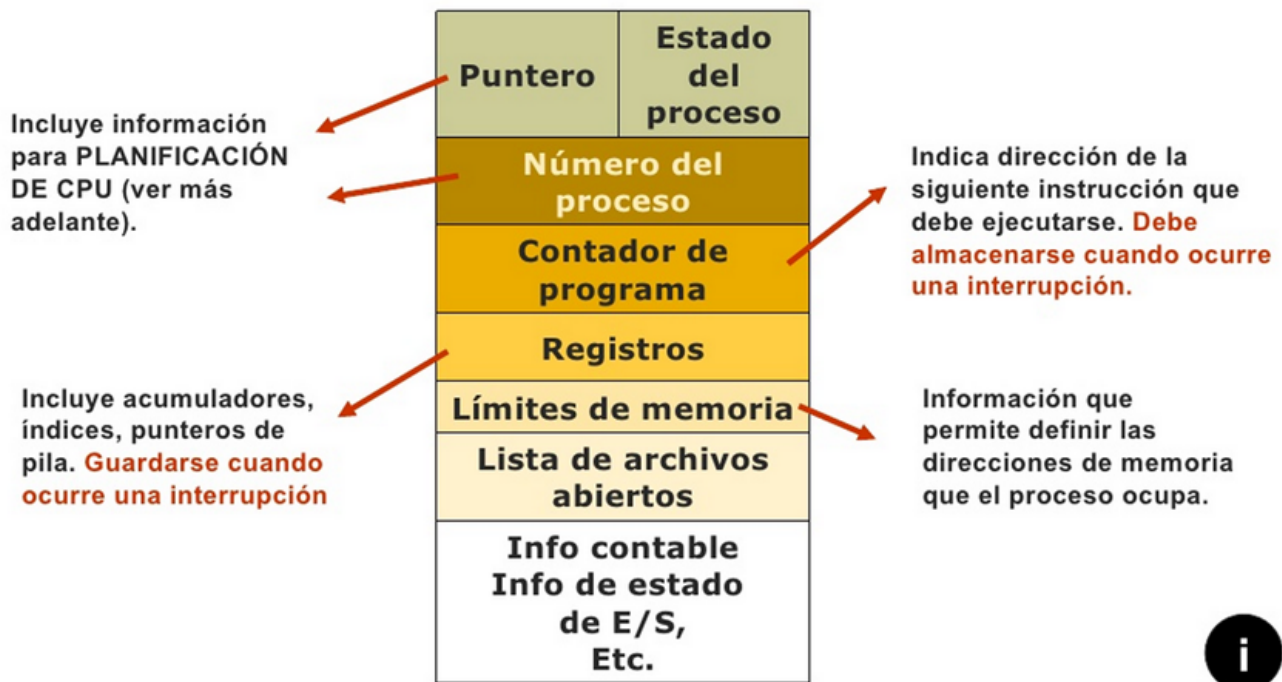 Puntero
Estado
del
proceso
Incluye información
para PLANIFICACIÓN
DE CPU (ver más
adelante).
Número del
proceso
Indica dirección de la
siguiente instrucción que
debe ejecutarse. Debe
almacenarse cuando ocurre
una interrupción.
Contador de
programa
Registros
Incluye acumuladores,
índices, punteros de
pila. Guardarse cuando
ocurre una interrupción
Límites de memoria
Información que
permite definir las
direcciones de memoria
que el proceso ocupa.
Lista de archivos
abiertos
Info contable
Info de estado
de E/S,
Etc.
i